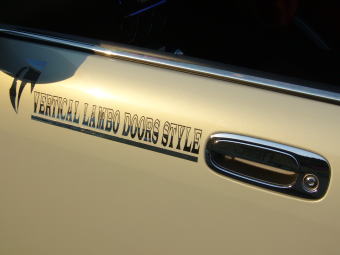 VERTICAL LAMBO DOORS STYLE